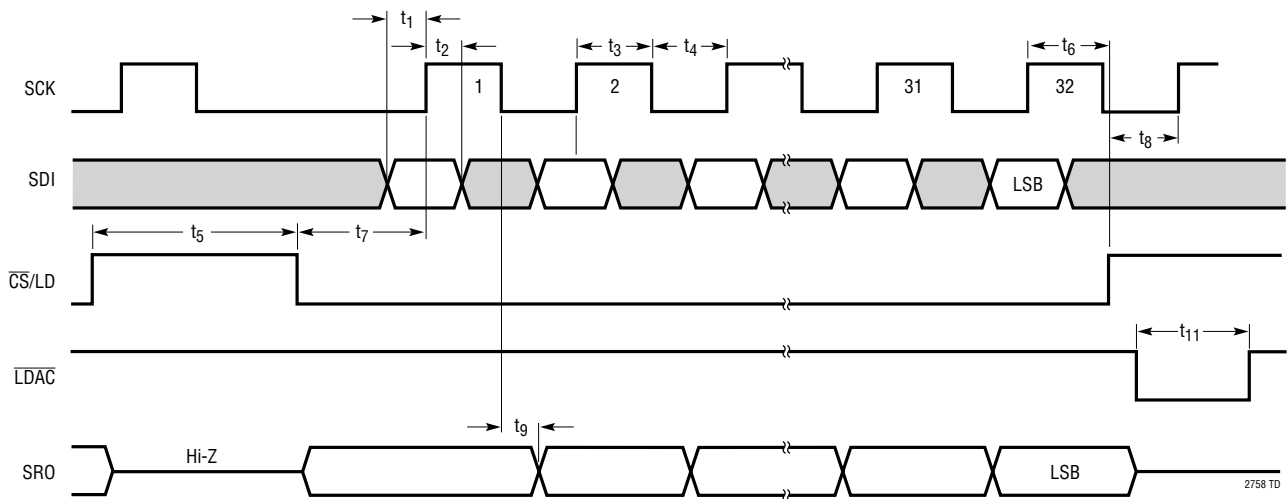 t1
t2
t3
t4
t6
SCK
1
2
31
32
t8
SDI
LSB
t5
t7
CS/LD
t11
LDAC
t9
SRO
Hi-Z
LSB
2758 TD